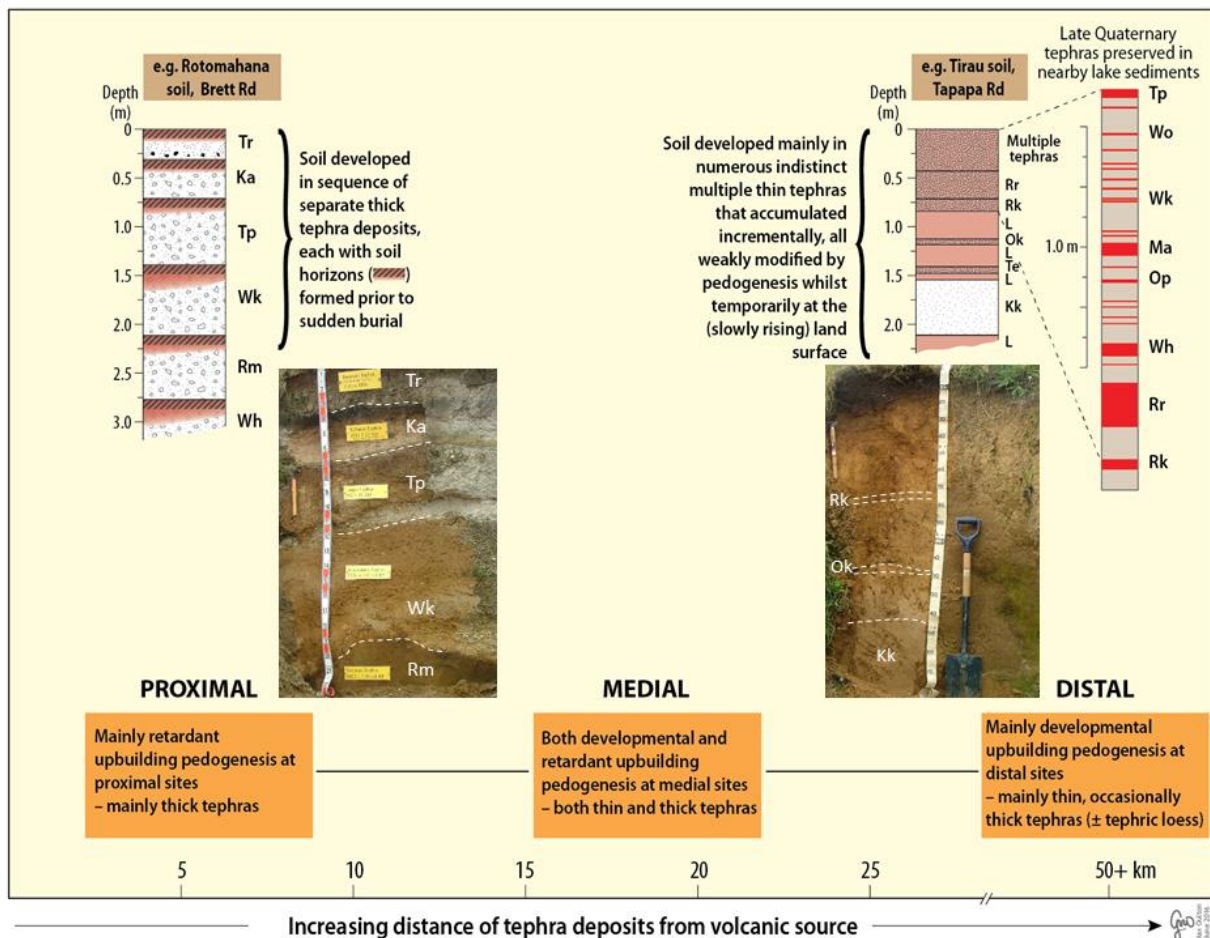 e.g. Rotomahana
soil, Brett Rd
Depth
(m)
0
0.5
1.0
1.5
2.0
2.5
3.0
Tr
Ka
Tp
Wk
Rm
Wh
Soil developed
in sequence of
separate thick
tephra deposits,
each with soil
horizons ( )
formed prior to
sudden burial
Tr
Ka
Tp
Wk
Rm
Soil developed mainly in
numerous indistinct
multiple thin tephras
that accumulated
incrementally, all
weakly modified by
pedogenesis whilst
temporarily at the
(slowly rising) land
surface
e.g. Tirau soil,
Tapapa Rd
Depth
(m)
0
0.5
1.0
1.5
2.0
Multiple
tephras
Rr
Rk
L
Ok
L
Te
L
Kk
L
Late Quaternary
tephras preserved in
nearby lake sediments
1.0 m
Tp
Wo
Wk
Ma
Op
Wh
Rr
Rk
Rk
Ok
Kk
PROXIMAL
MEDIAL
DISTAL
Mainly retardant
upbuilding pedogenesis at
proximal sites
– mainly thick tephras
Both developmental and
retardant upbuilding
pedogenesis at medial sites
– both thin and thick tephras
Mainly developmental
upbuilding pedogenesis at
distal sites
– mainly thin, occasionally
thick tephras (± tephric loess)
5
10
15
20
25
50+ km
Increasing distance of tephra deposits from volcanic source